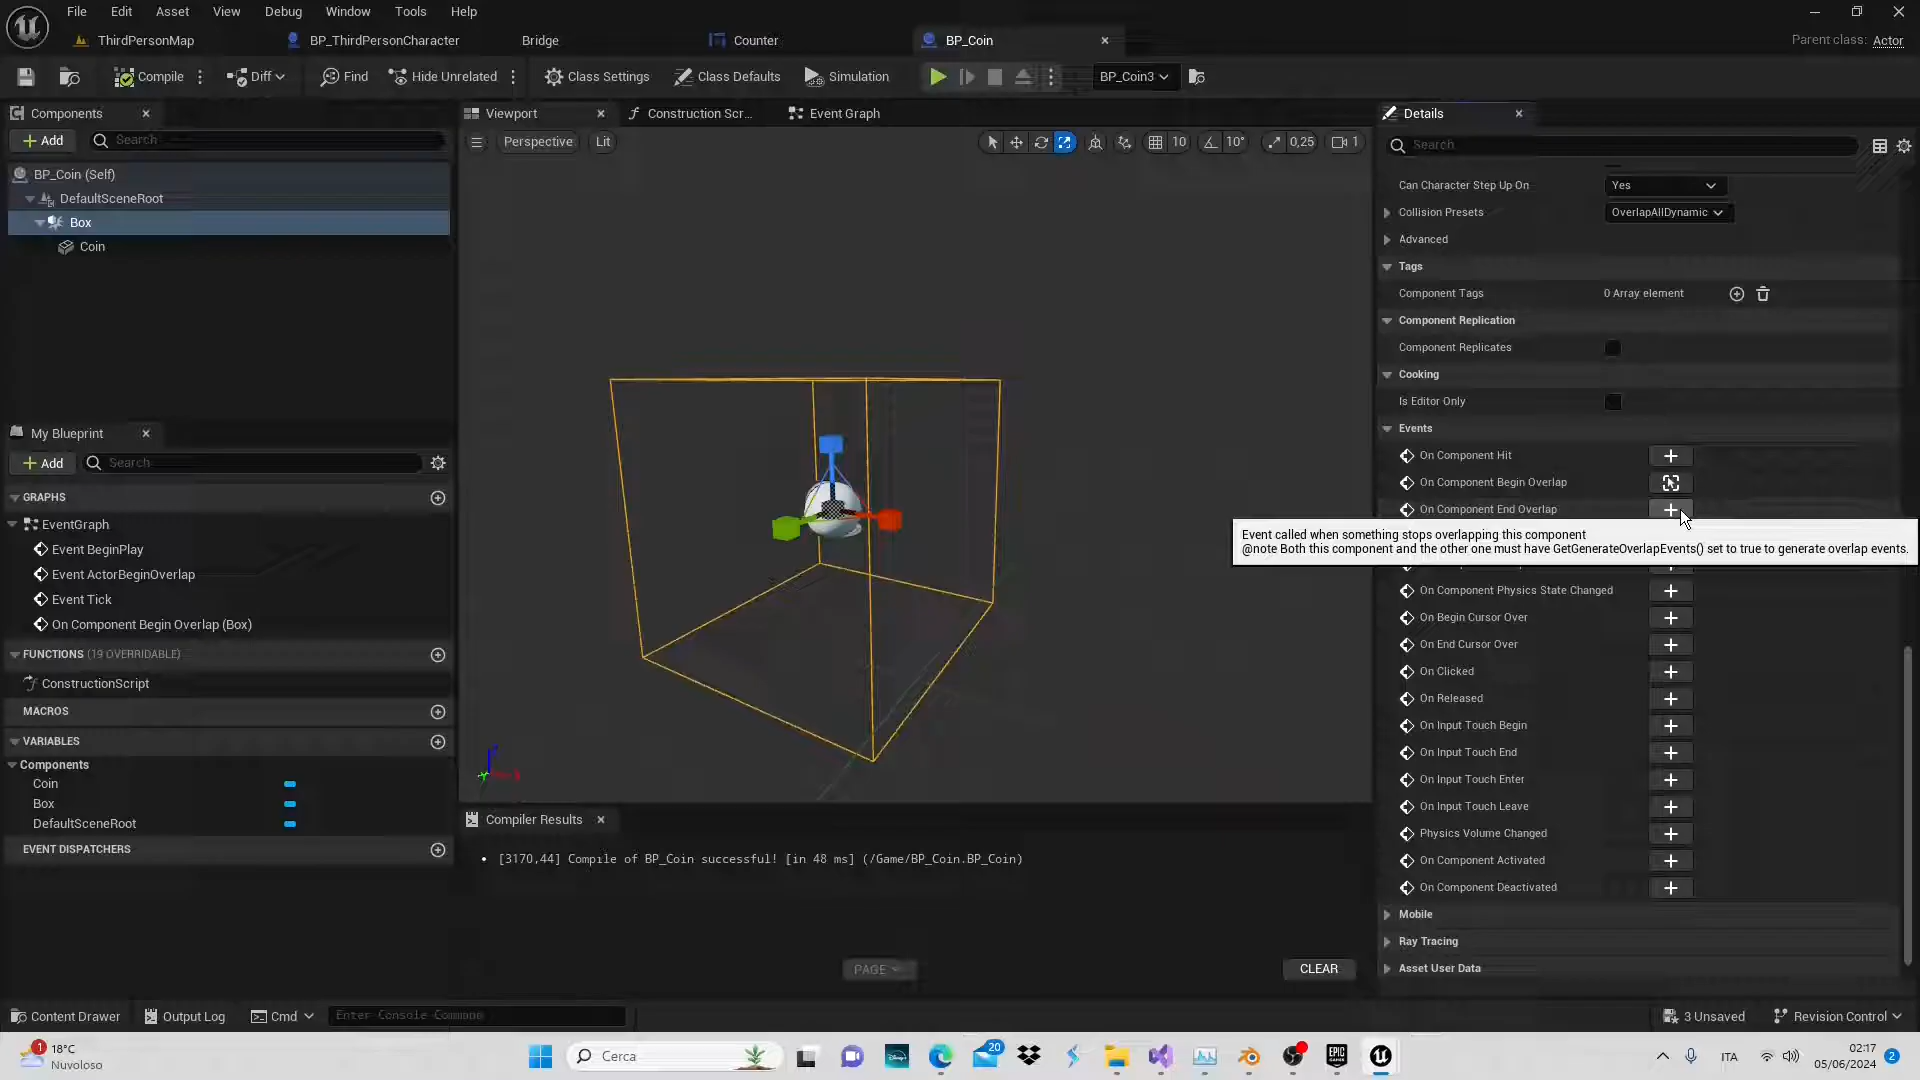 File Edit Asset View Debug Window Tools Help
ThirdPersonMap BP_ThirdPersonCharacter Bridge Counter BP_Coin Parent class: Actor
Compile Diff Find Hide Unrelated Class Settings Class Defaults Simulation BP_Coin3
Components Viewport Construction Scr... Event Graph Details
Add Search Perspective Lit 10 10° 0,25 1 Search
BP_Coin (Self)
DefaultSceneRoot
Box
Coin
Can Character Step Up On Yes
Collision Presets OverlapAllDynamic
Advanced
Tags
Component Tags 0 Array element
Component Replication
Component Replicates
Cooking
Is Editor Only
Events
On Component Hit
On Component Begin Overlap
On Component End Overlap
Event called when something stops overlapping this component
@note Both this component and the other one must have GetGenerateOverlapEvents() set to true to generate overlap events.
On Component Physics State Changed
On Begin Cursor Over
On End Cursor Over
On Clicked
On Released
On Input Touch Begin
On Input Touch End
On Input Touch Enter
On Input Touch Leave
Physics Volume Changed
On Component Activated
On Component Deactivated
Mobile
Ray Tracing
Asset User Data
My Blueprint
Add Search
GRAPHS
EventGraph
Event BeginPlay
Event ActorBeginOverlap
Event Tick
On Component Begin Overlap (Box)
FUNCTIONS (19 OVERRIDABLE)
ConstructionScript
MACROS
VARIABLES
Components
Coin
Box
DefaultSceneRoot
EVENT DISPATCHERS
Compiler Results
[3170,44] Compile of BP_Coin successful! [in 48 ms] (/Game/BP_Coin.BP_Coin)
PAGE CLEAR
Content Drawer Output Log Cmd Enter Console Command 3 Unsaved Revision Control
1 18°C
Nuvoloso
Cerca 20 EPIC GAMES ITA 02:17
05/06/2024 2